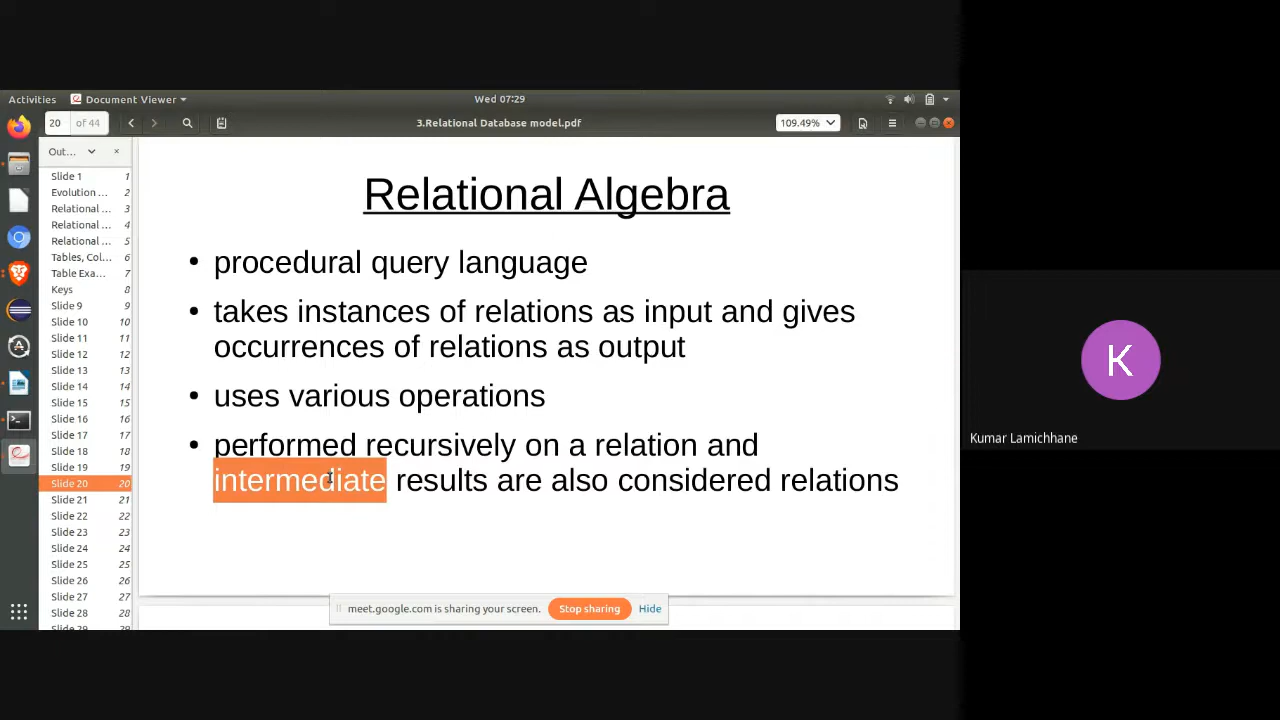 Activities Document Viewer Wed 07:29
20 of 44 3.Relational Database model.pdf 109.49%
Out... ×
Slide 1 1
Evolution ... 2
Relational ... 3
Relational ... 4
Relational ... 5
Tables, Col... 6
Table Exa... 7
Keys 8
Slide 9 9
Slide 10 10
Slide 11 11
Slide 12 12
Slide 13 13
Slide 14 14
Slide 15 15
Slide 16 16
Slide 17 17
Slide 18 18
Slide 19 19
Slide 20 20
Slide 21 21
Slide 22 22
Slide 23 23
Slide 24 24
Slide 25 25
Slide 26 26
Slide 27 27
Slide 28 28
Slide 29 29
Relational Algebra
• procedural query language
• takes instances of relations as input and gives
occurrences of relations as output
• uses various operations
• performed recursively on a relation and
intermediate results are also considered relations
meet.google.com is sharing your screen. Stop sharing Hide
K
Kumar Lamichhane